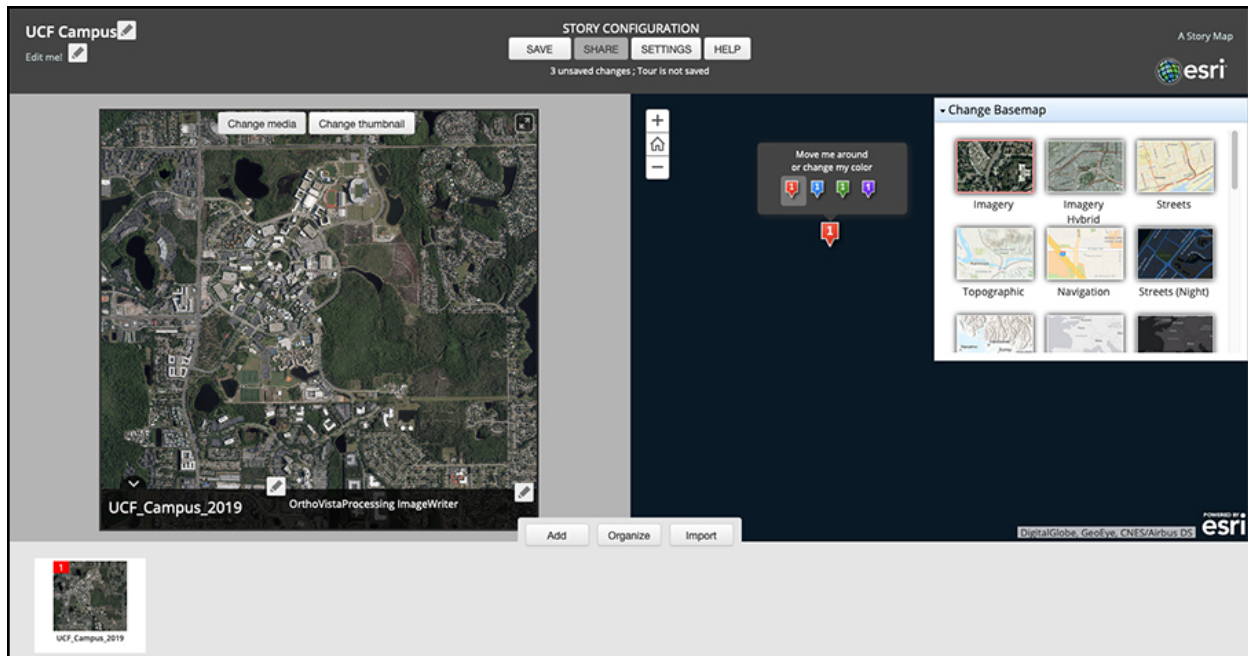 UCF Campus
Edit me!
STORY CONFIGURATION
SAVE SHARE SETTINGS HELP
3 unsaved changes ; Tour is not saved
A Story Map
esri
Change media Change thumbnail
UCF_Campus_2019
OrthoVistaProcessing ImageWriter
+
−
Move me around
or change my color
1 1 1 1
1
Change Basemap
Imagery
Imagery
Hybrid
Streets
Topographic
Navigation
Streets (Night)
DigitalGlobe, GeoEye, CNES/Airbus DS
POWERED BY
esri
Add Organize Import
1
UCF_Campus_2019